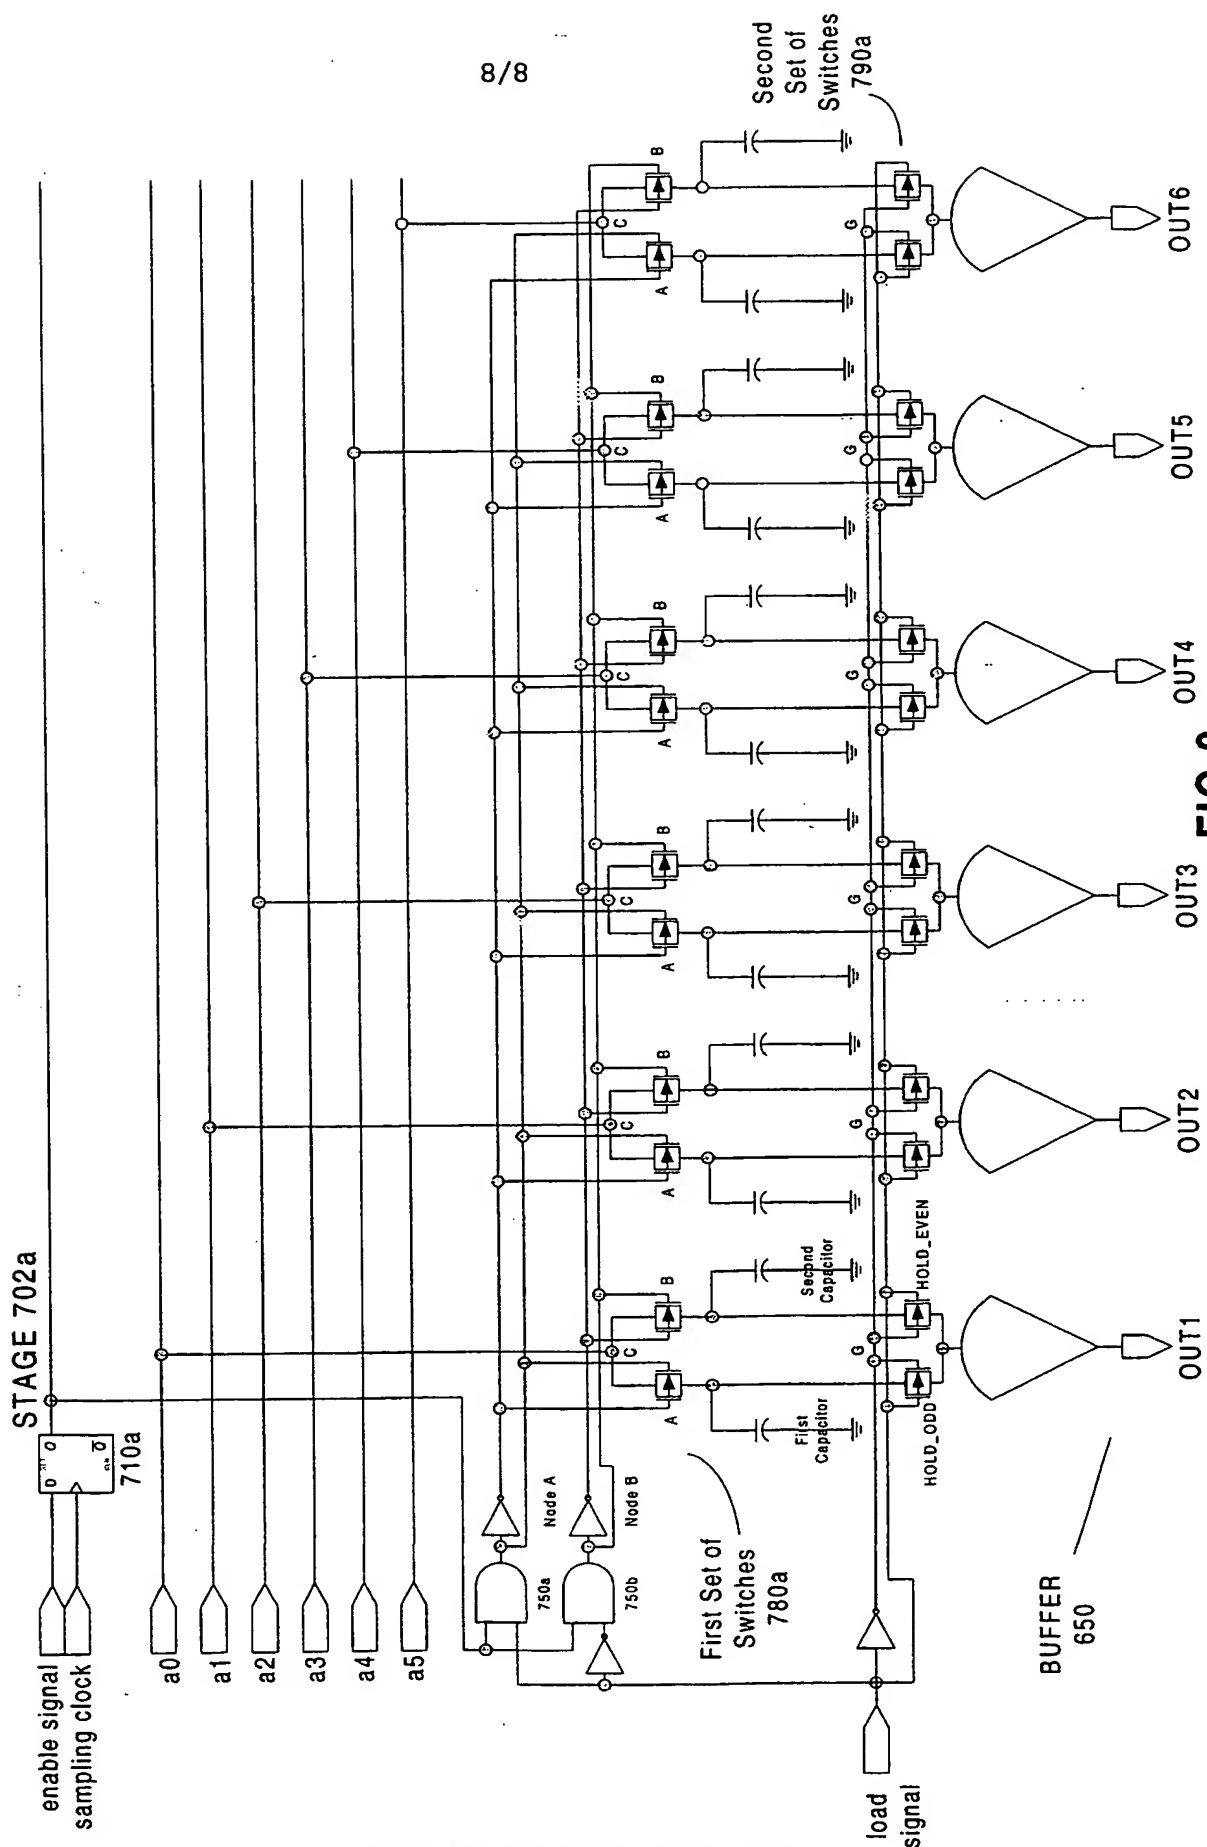 8/8
STAGE 702a
enable signal
sampling clock
D
Q
Q
710a
a0
a1
a2
a3
a4
a5
750a
Node A
750b
Node B
First Set of
Switches
780a
Second
Set of
Switches
790a
A
C
B
A
C
B
A
C
B
A
C
B
A
C
B
A
C
B
First
Capacitor
Second
Capacitor
load
signal
HOLD_ODD
G
HOLD_EVEN
G
G
G
G
G
BUFFER
650
OUT1
OUT2
OUT3
OUT4
OUT5
OUT6